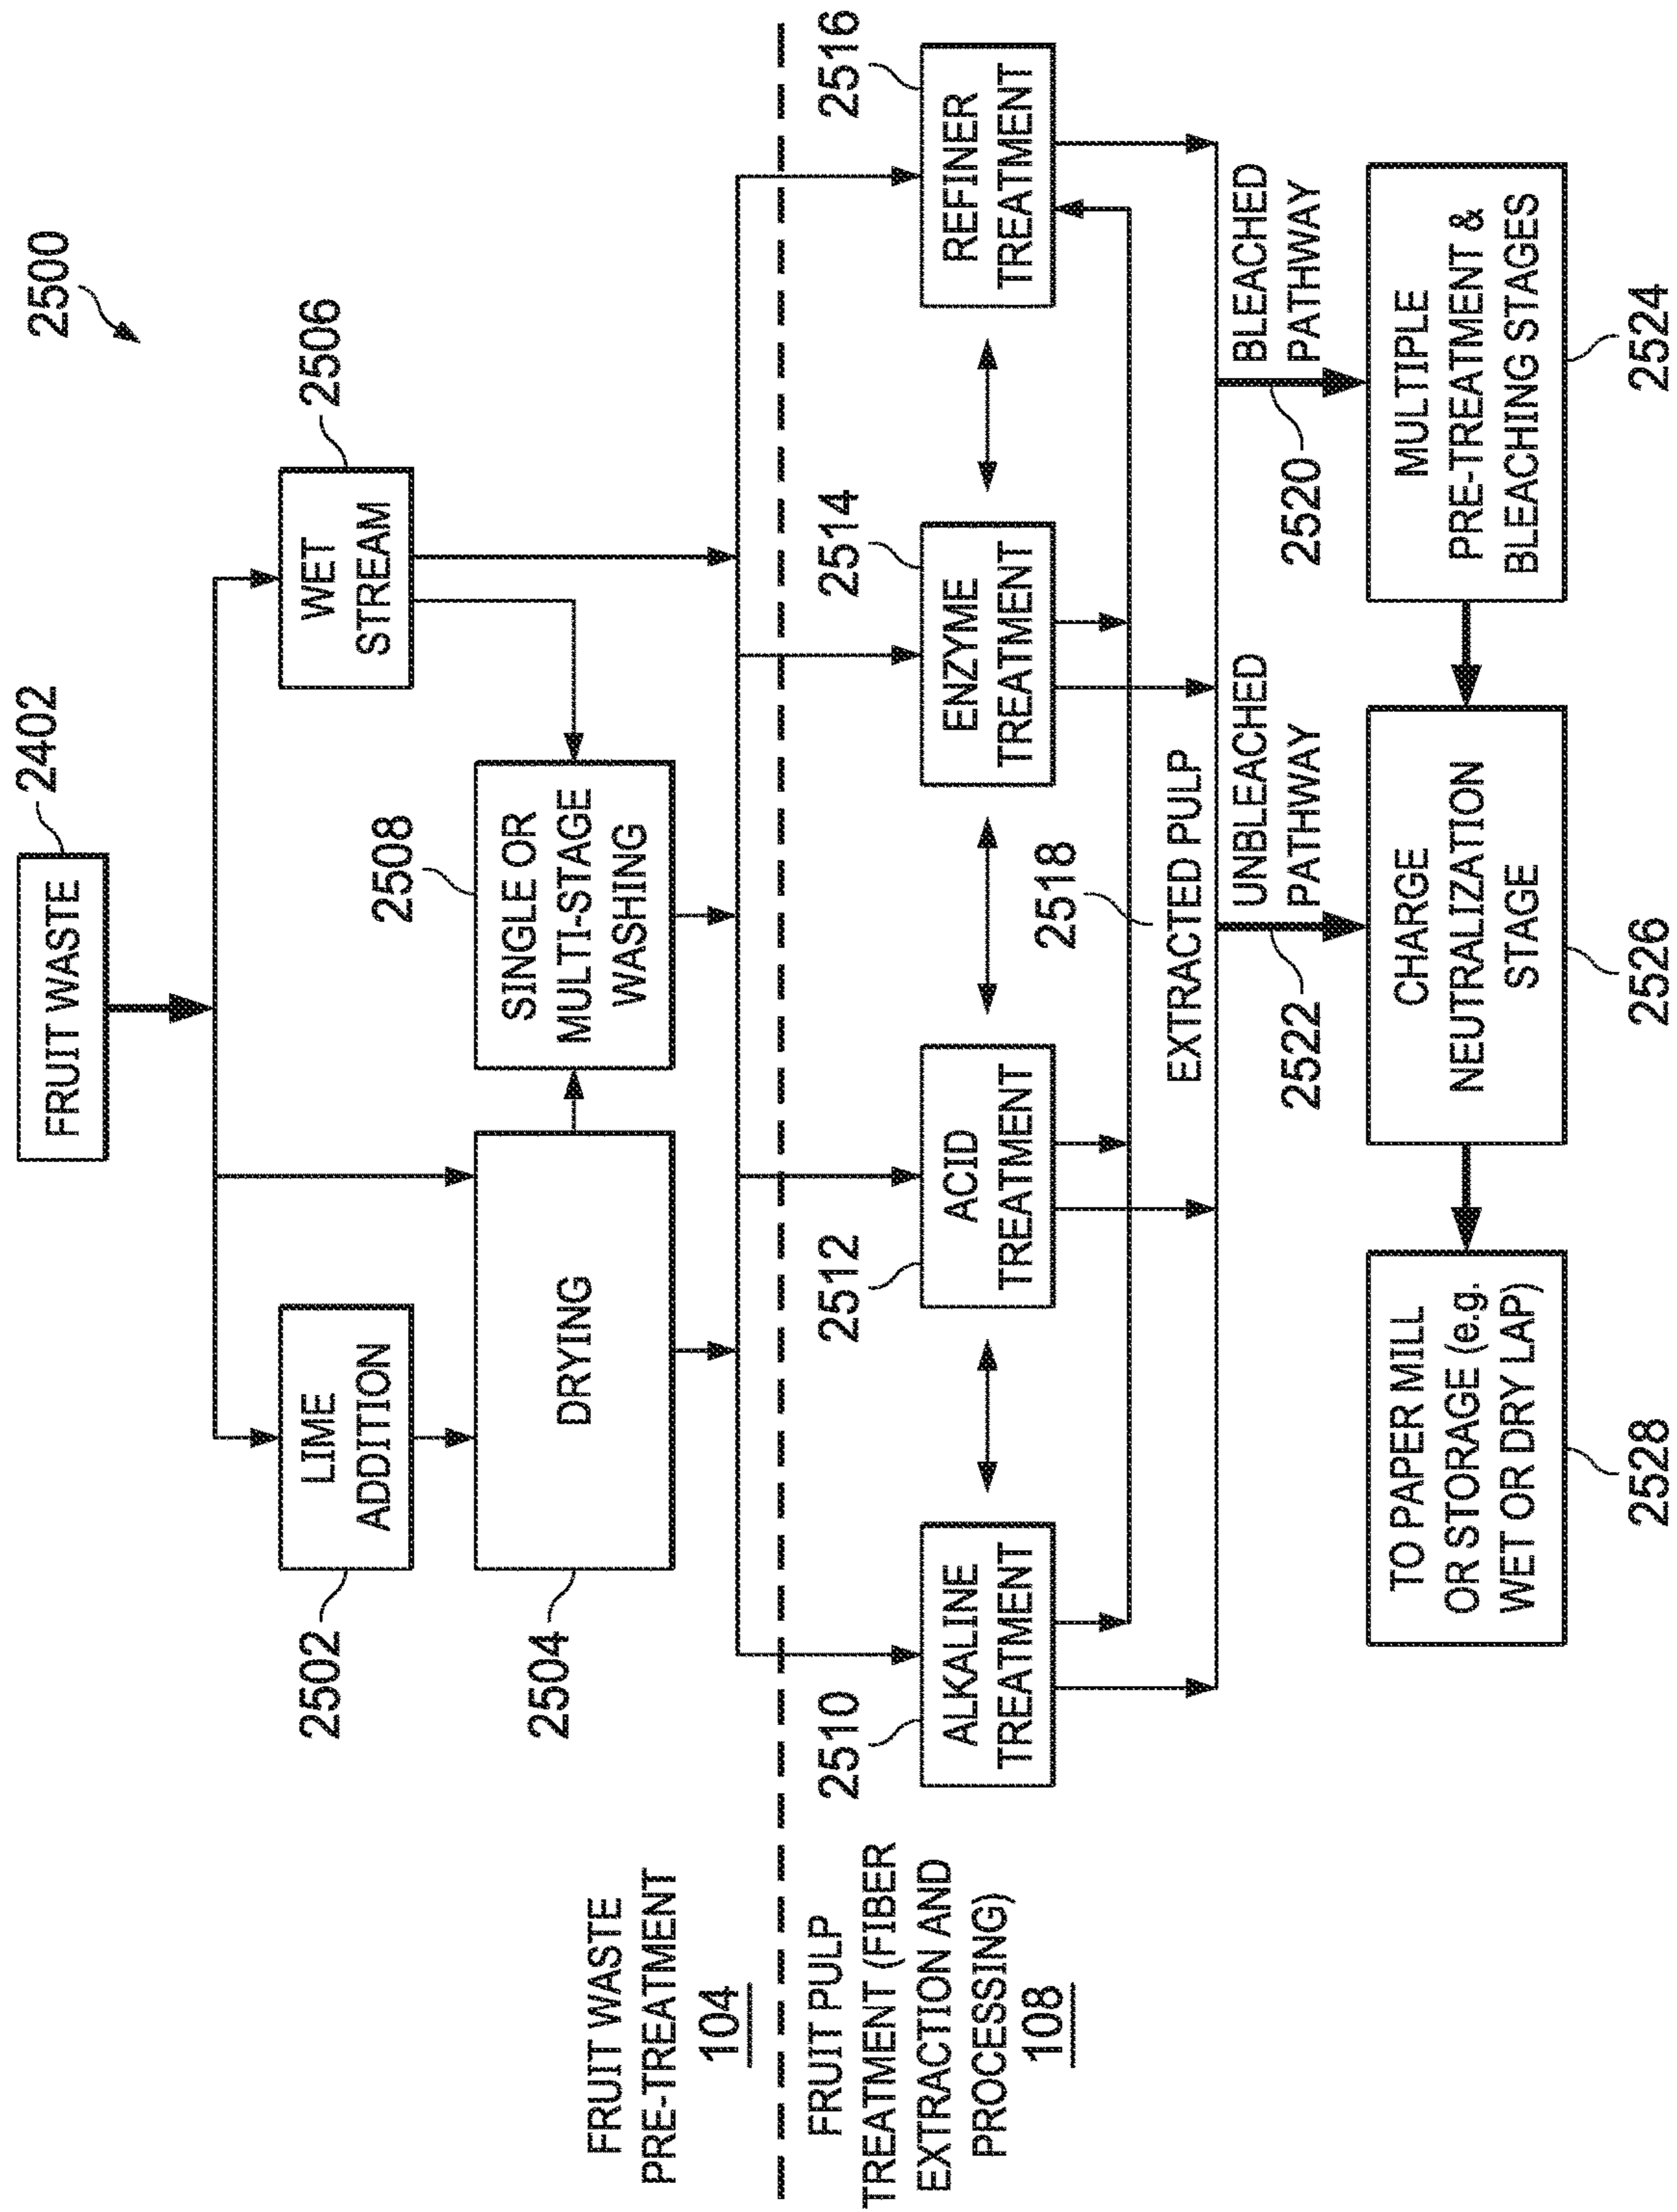 2500
FRUIT WASTE
2402
LIME
ADDITION
2502
WET
STREAM
2506
DRYING
2504
SINGLE OR
MULTI-STAGE
WASHING
2508
FRUIT WASTE
PRE-TREATMENT
104
FRUIT PULP
TREATMENT (FIBER
EXTRACTION AND
PROCESSING)
108
2510
ALKALINE
TREATMENT
2512
ACID
TREATMENT
2514
ENZYME
TREATMENT
2516
REFINER
TREATMENT
2518
EXTRACTED PULP
2522
UNBLEACHED
PATHWAY
2520
BLEACHED
PATHWAY
TO PAPER MILL
OR STORAGE (e.g.
WET OR DRY LAP)
2528
CHARGE
NEUTRALIZATION
STAGE
2526
MULTIPLE
PRE-TREATMENT &
BLEACHING STAGES
2524